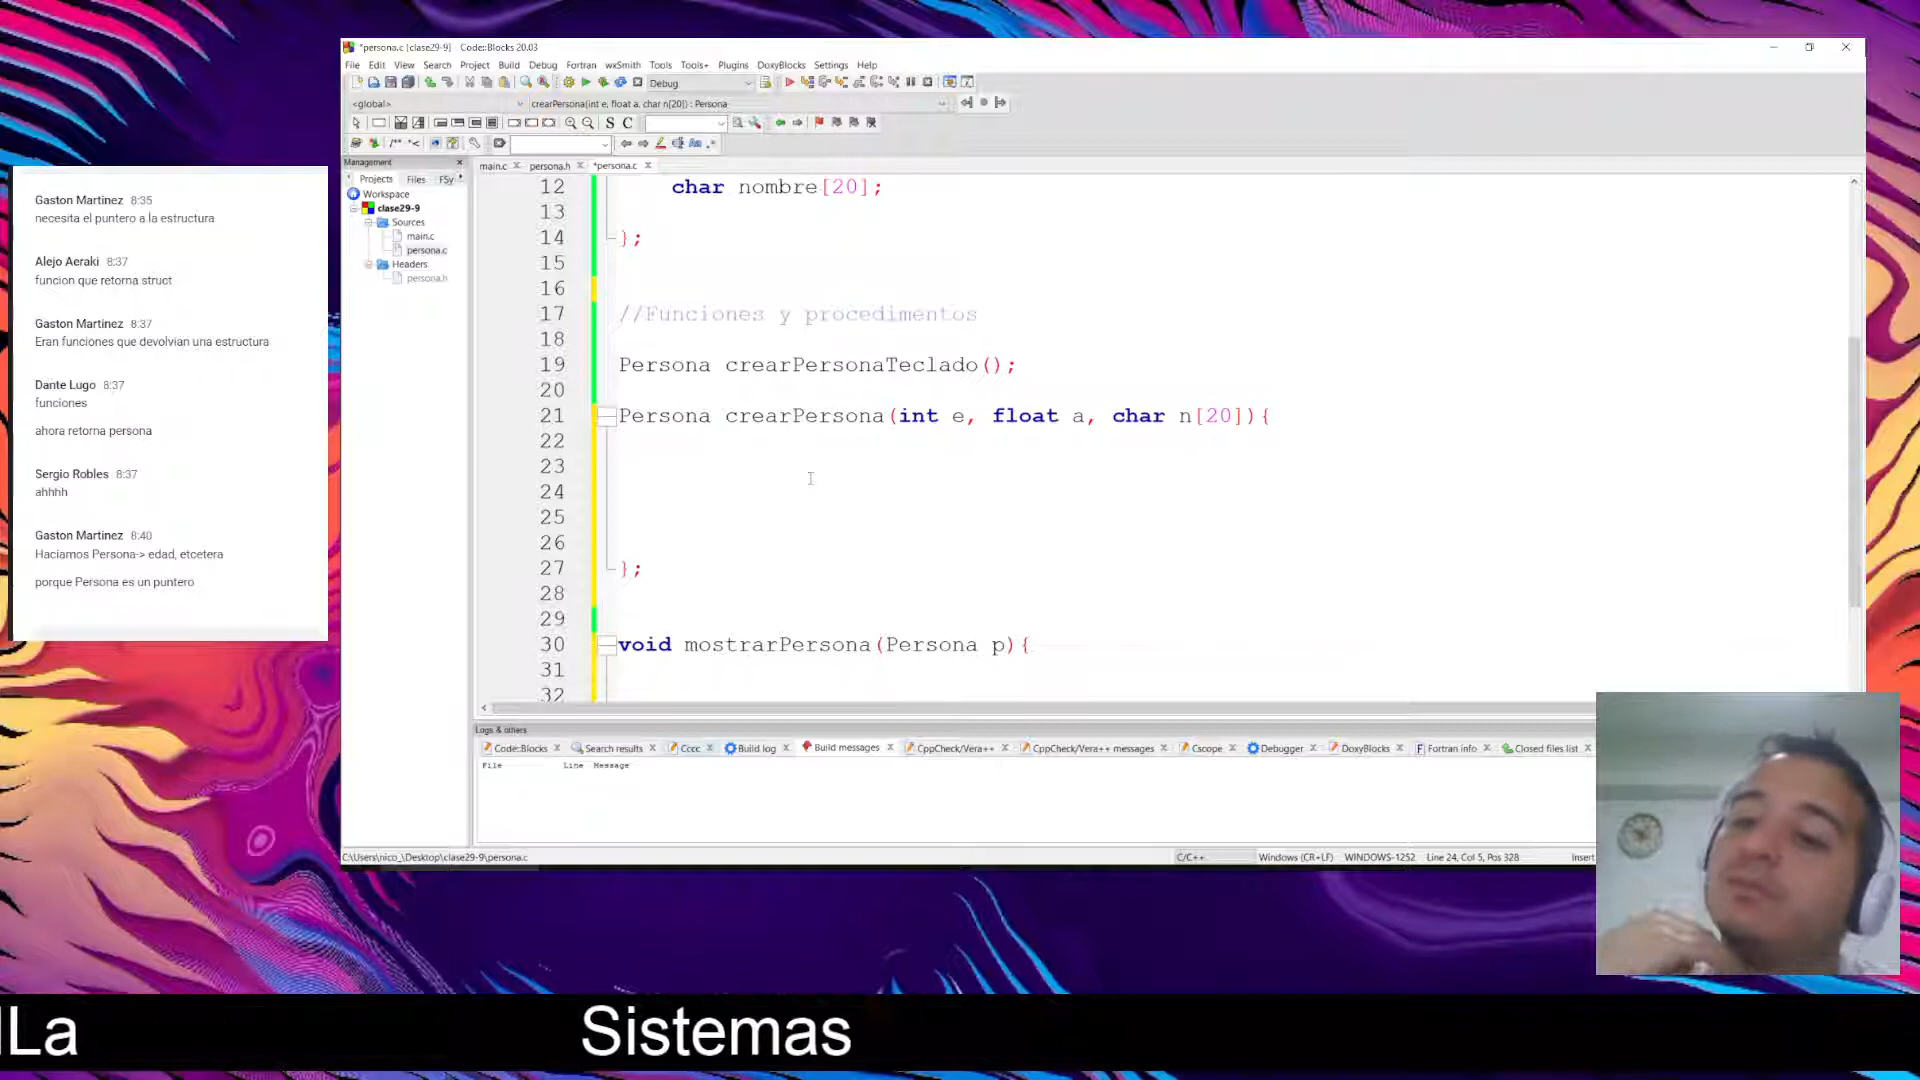 Gaston Martinez 8:35
necesita el puntero a la estructura
Alejo Aeraki 8:37
funcion que retorna struct
Gaston Martinez 8:37
Eran funciones que devolvian una estructura
Dante Lugo 8:37
funciones
ahora retorna persona
Sergio Robles 8:37
ahhhh
Gaston Martinez 8:40
Haciamos Persona-> edad, etcetera
porque Persona es un puntero
*persona.c [clase29-9] - Code::Blocks 20.03
File Edit View Search Project Build Debug Fortran wxSmith Tools Tools+ Plugins DoxyBlocks Settings Help
Debug
<global>
crearPersona(int e, float a, char n[20]) : Persona
S C
Management
Projects Files FSy
Workspace
clase29-9
Sources
main.c
persona.c
Headers
persona.h
main.c persona.h *persona.c
12 char nombre[20];
13
14 };
15
16
17 //Funciones y procedimentos
18
19 Persona crearPersonaTeclado();
20
21 Persona crearPersona(int e, float a, char n[20]){
22
23
24
25
26
27 };
28
29
30 void mostrarPersona(Persona p){
31
32
Logs & others
Code::Blocks Search results Cccc Build log Build messages CppCheck/Vera++ CppCheck/Vera++ messages Cscope Debugger DoxyBlocks Fortran info Closed files list
File Line Message
C:\Users\nico_\Desktop\clase29-9\persona.c
C/C++ Windows (CR+LF) WINDOWS-1252 Line 24, Col 5, Pos 328 Insert
La Sistemas